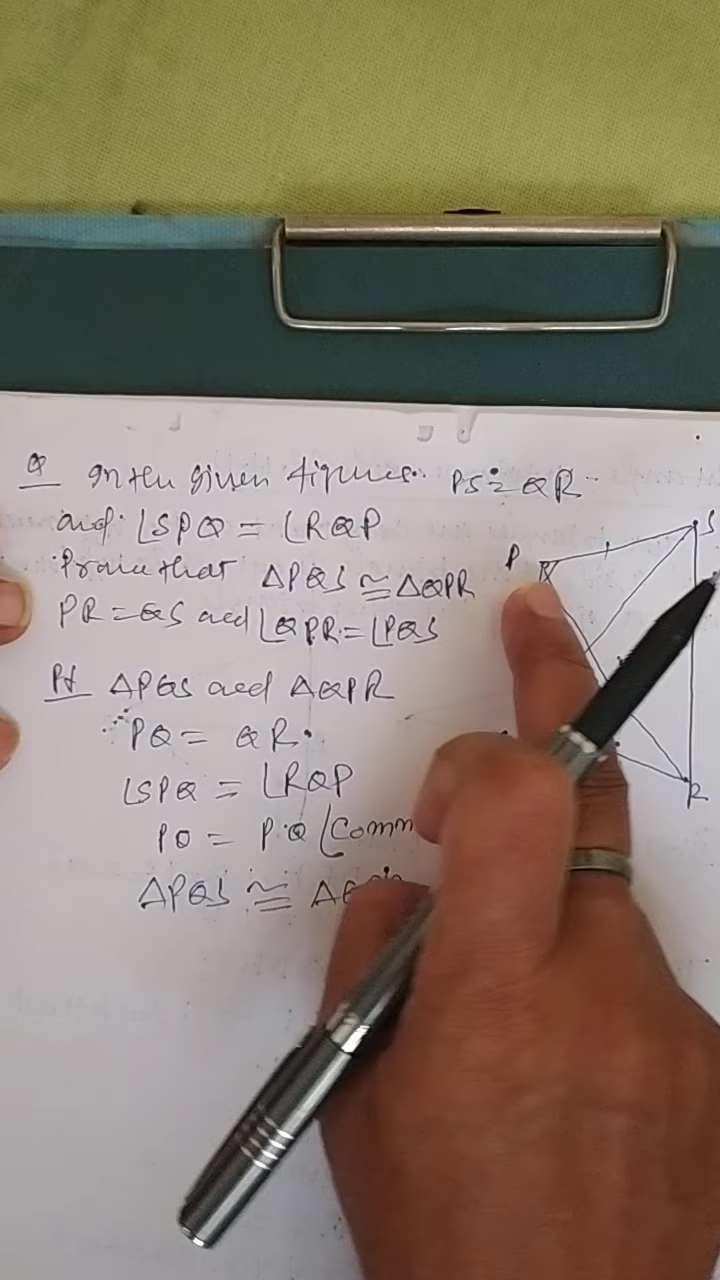 Q In the given figures. PS = QR
and ∠SPQ = ∠RQP
Prove that ΔPQS ≅ ΔQPR
PR = QS and ∠QPR = ∠PQS
Pf ΔPQS and ΔQPR
PQ = QR
∠SPQ = ∠RQP
PQ = PQ (Comm
ΔPQS ≅ ΔQ
P
S
R